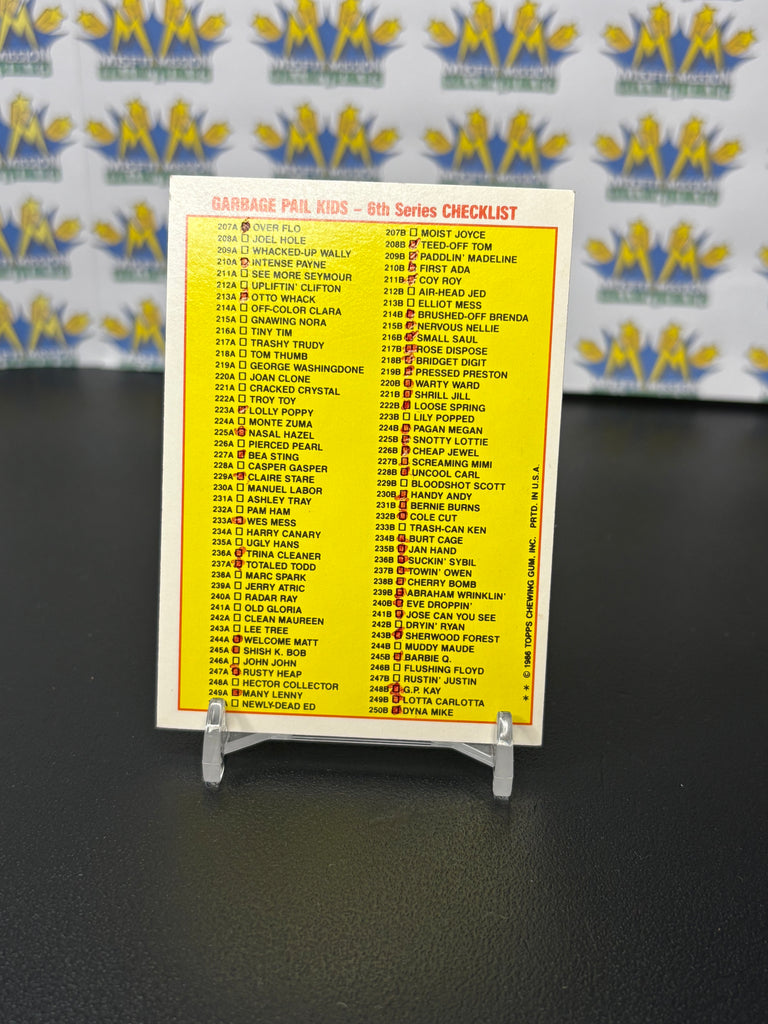 GARBAGE PAIL KIDS – 6th Series CHECKLIST
207A OVER FLO
208A JOEL HOLE
209A WHACKED-UP WALLY
210A INTENSE PAYNE
211A SEE MORE SEYMOUR
212A UPLIFTIN' CLIFTON
213A OTTO WHACK
214A OFF-COLOR CLARA
215A GNAWING NORA
216A TINY TIM
217A TRASHY TRUDY
218A TOM THUMB
219A GEORGE WASHINGDONE
220A JOAN CLONE
221A CRACKED CRYSTAL
222A TROY TOY
223A LOLLY POPPY
224A MONTE ZUMA
225A NASAL HAZEL
226A PIERCED PEARL
227A BEA STING
228A CASPER GASPER
229A CLAIRE STARE
230A MANUEL LABOR
231A ASHLEY TRAY
232A PAM HAM
233A WES MESS
234A HARRY CANARY
235A UGLY HANS
236A TRINA CLEANER
237A TOTALED TODD
238A MARC SPARK
239A JERRY ATRIC
240A RADAR RAY
241A OLD GLORIA
242A CLEAN MAUREEN
243A LEE TREE
244A WELCOME MATT
245A SHISH K. BOB
246A JOHN JOHN
247A RUSTY HEAP
248A HECTOR COLLECTOR
249A MANY LENNY
A NEWLY-DEAD ED
207B MOIST JOYCE
208B TEED-OFF TOM
209B PADDLIN' MADELINE
210B FIRST ADA
211B COY ROY
212B AIR-HEAD JED
213B ELLIOT MESS
214B BRUSHED-OFF BRENDA
215B NERVOUS NELLIE
216B SMALL SAUL
217B ROSE DISPOSE
218B BRIDGET DIGIT
219B PRESSED PRESTON
220B WARTY WARD
221B SHRILL JILL
222B LOOSE SPRING
223B LILY POPPED
224B PAGAN MEGAN
225B SNOTTY LOTTIE
226B CHEAP JEWEL
227B SCREAMING MIMI
228B UNCOOL CARL
229B BLOODSHOT SCOTT
230B HANDY ANDY
231B BERNIE BURNS
232B COLE CUT
233B TRASH-CAN KEN
234B BURT CAGE
235B JAN HAND
236B SUCKIN' SYBIL
237B TOWIN' OWEN
238B CHERRY BOMB
239B ABRAHAM WRINKLIN'
240B EVE DROPPIN'
241B JOSE CAN YOU SEE
242B DRYIN' RYAN
243B SHERWOOD FOREST
244B MUDDY MAUDE
245B BARBIE Q.
246B FLUSHING FLOYD
247B RUSTIN' JUSTIN
248B G.P. KAY
249B LOTTA CARLOTTA
250B DYNA MIKE
** © 1986 TOPPS CHEWING GUM, INC. PRTD. IN U.S.A.